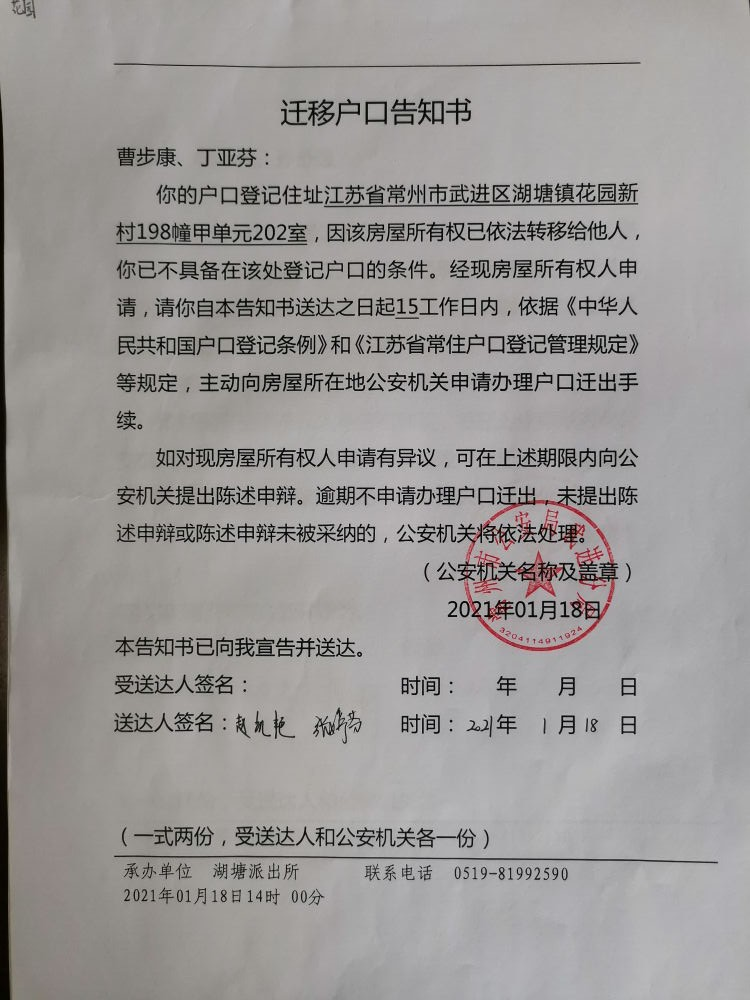 花园
迁移户口告知书
曹步康、丁亚芬：
你的户口登记住址江苏省常州市武进区湖塘镇花园新
村198幢甲单元202室，因该房屋所有权已依法转移给他人，
你已不具备在该处登记户口的条件。经现房屋所有权人申
请，请你自本告知书送达之日起15工作日内，依据《中华人
民共和国户口登记条例》和《江苏省常住户口登记管理规定》
等规定，主动向房屋所在地公安机关申请办理户口迁出手
续。
如对现房屋所有权人申请有异议，可在上述期限内向公
安机关提出陈述申辩。逾期不申请办理户口迁出，未提出陈
述申辩或陈述申辩未被采纳的，公安机关将依法处理。
常州市公安局武进分局
（公安机关名称及盖章）
2021年01月18日
3204114911924
本告知书已向我宣告并送达。
受送达人签名： 时间： 年 月 日
送达人签名： 时间：2021年 1月18 日
（一式两份，受送达人和公安机关各一份）
承办单位 湖塘派出所 联系电话 0519-81992590
2021年01月18日14时 00分